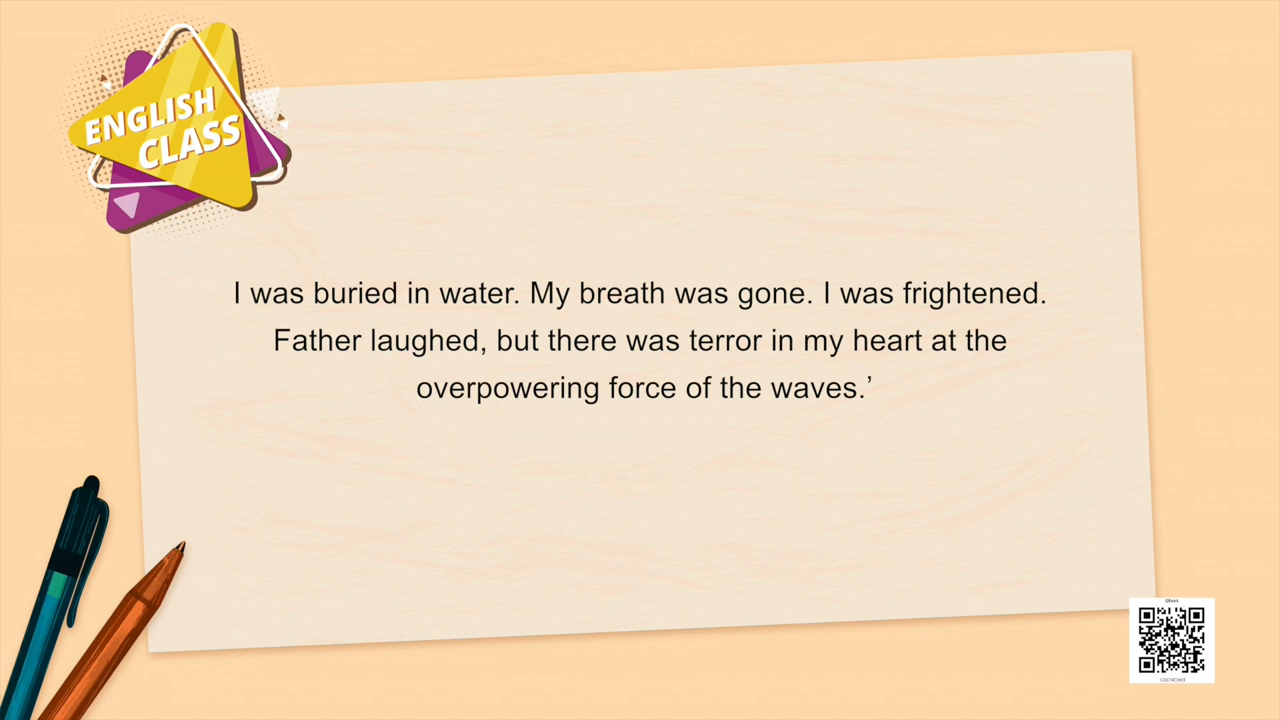 ENGLISH
CLASS
I was buried in water. My breath was gone. I was frightened.
Father laughed, but there was terror in my heart at the
overpowering force of the waves.’